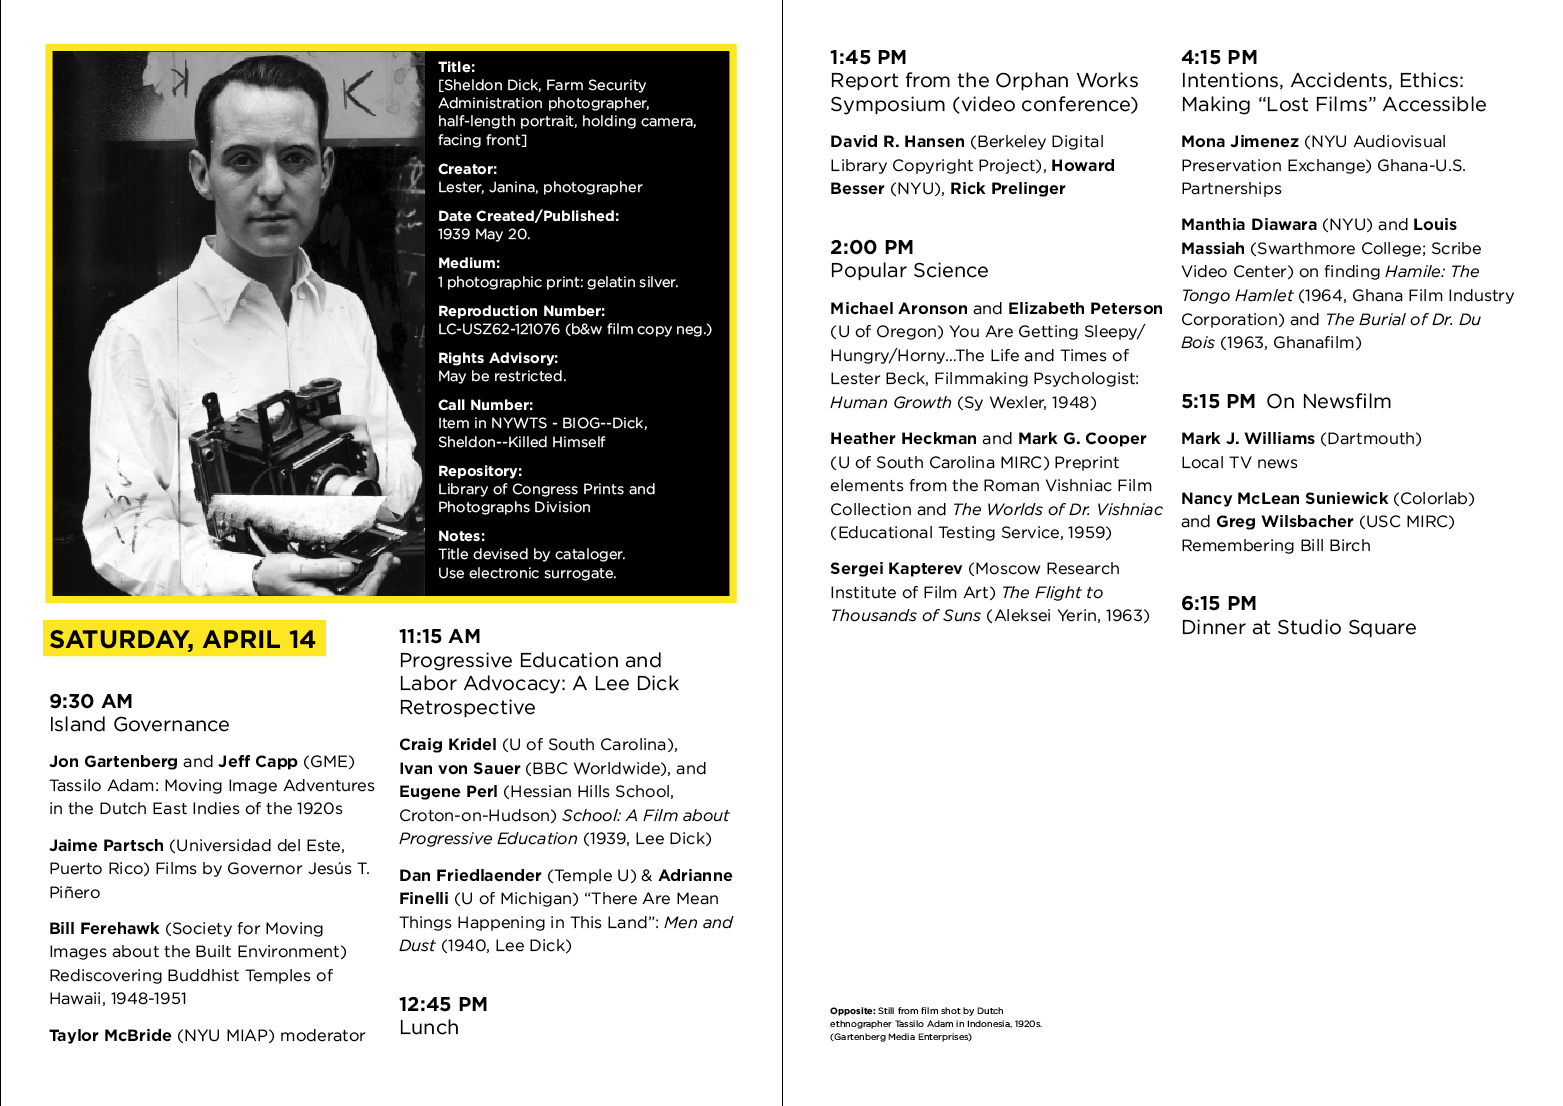 Title:
[Sheldon Dick, Farm Security
Administration photographer,
half-length portrait, holding camera,
facing front]
Creator:
Lester, Janina, photographer
Date Created/Published:
1939 May 20.
Medium:
1 photographic print: gelatin silver.
Reproduction Number:
LC-USZ62-121076 (b&w film copy neg.)
Rights Advisory:
May be restricted.
Call Number:
Item in NYWTS - BIOG--Dick,
Sheldon--Killed Himself
Repository:
Library of Congress Prints and
Photographs Division
Notes:
Title devised by cataloger.
Use electronic surrogate.
SATURDAY, APRIL 14
9:30 AM
Island Governance
Jon Gartenberg and Jeff Capp (GME)
Tassilo Adam: Moving Image Adventures
in the Dutch East Indies of the 1920s
Jaime Partsch (Universidad del Este,
Puerto Rico) Films by Governor Jesús T.
Piñero
Bill Ferehawk (Society for Moving
Images about the Built Environment)
Rediscovering Buddhist Temples of
Hawaii, 1948-1951
Taylor McBride (NYU MIAP) moderator
11:15 AM
Progressive Education and
Labor Advocacy: A Lee Dick
Retrospective
Craig Kridel (U of South Carolina),
Ivan von Sauer (BBC Worldwide), and
Eugene Perl (Hessian Hills School,
Croton-on-Hudson) School: A Film about
Progressive Education (1939, Lee Dick)
Dan Friedlaender (Temple U) & Adrianne
Finelli (U of Michigan) “There Are Mean
Things Happening in This Land”: Men and
Dust (1940, Lee Dick)
12:45 PM
Lunch
1:45 PM
Report from the Orphan Works
Symposium (video conference)
David R. Hansen (Berkeley Digital
Library Copyright Project), Howard
Besser (NYU), Rick Prelinger
2:00 PM
Popular Science
Michael Aronson and Elizabeth Peterson
(U of Oregon) You Are Getting Sleepy/
Hungry/Horny...The Life and Times of
Lester Beck, Filmmaking Psychologist:
Human Growth (Sy Wexler, 1948)
Heather Heckman and Mark G. Cooper
(U of South Carolina MIRC) Preprint
elements from the Roman Vishniac Film
Collection and The Worlds of Dr. Vishniac
(Educational Testing Service, 1959)
Sergei Kapterev (Moscow Research
Institute of Film Art) The Flight to
Thousands of Suns (Aleksei Yerin, 1963)
Opposite: Still from film shot by Dutch
ethnographer Tassilo Adam in Indonesia, 1920s.
(Gartenberg Media Enterprises)
4:15 PM
Intentions, Accidents, Ethics:
Making “Lost Films” Accessible
Mona Jimenez (NYU Audiovisual
Preservation Exchange) Ghana-U.S.
Partnerships
Manthia Diawara (NYU) and Louis
Massiah (Swarthmore College; Scribe
Video Center) on finding Hamile: The
Tongo Hamlet (1964, Ghana Film Industry
Corporation) and The Burial of Dr. Du
Bois (1963, Ghanafilm)
5:15 PM On Newsfilm
Mark J. Williams (Dartmouth)
Local TV news
Nancy McLean Suniewick (Colorlab)
and Greg Wilsbacher (USC MIRC)
Remembering Bill Birch
6:15 PM
Dinner at Studio Square